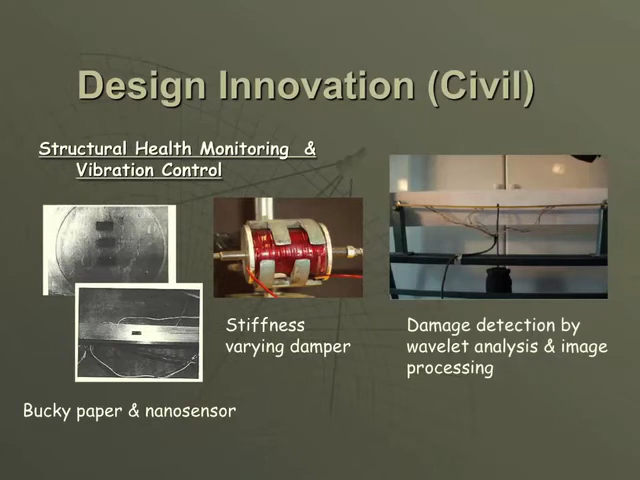 Design Innovation (Civil)
Structural Health Monitoring &
Vibration Control
Stiffness
varying damper
Damage detection by
wavelet analysis & image
processing
Bucky paper & nanosensor